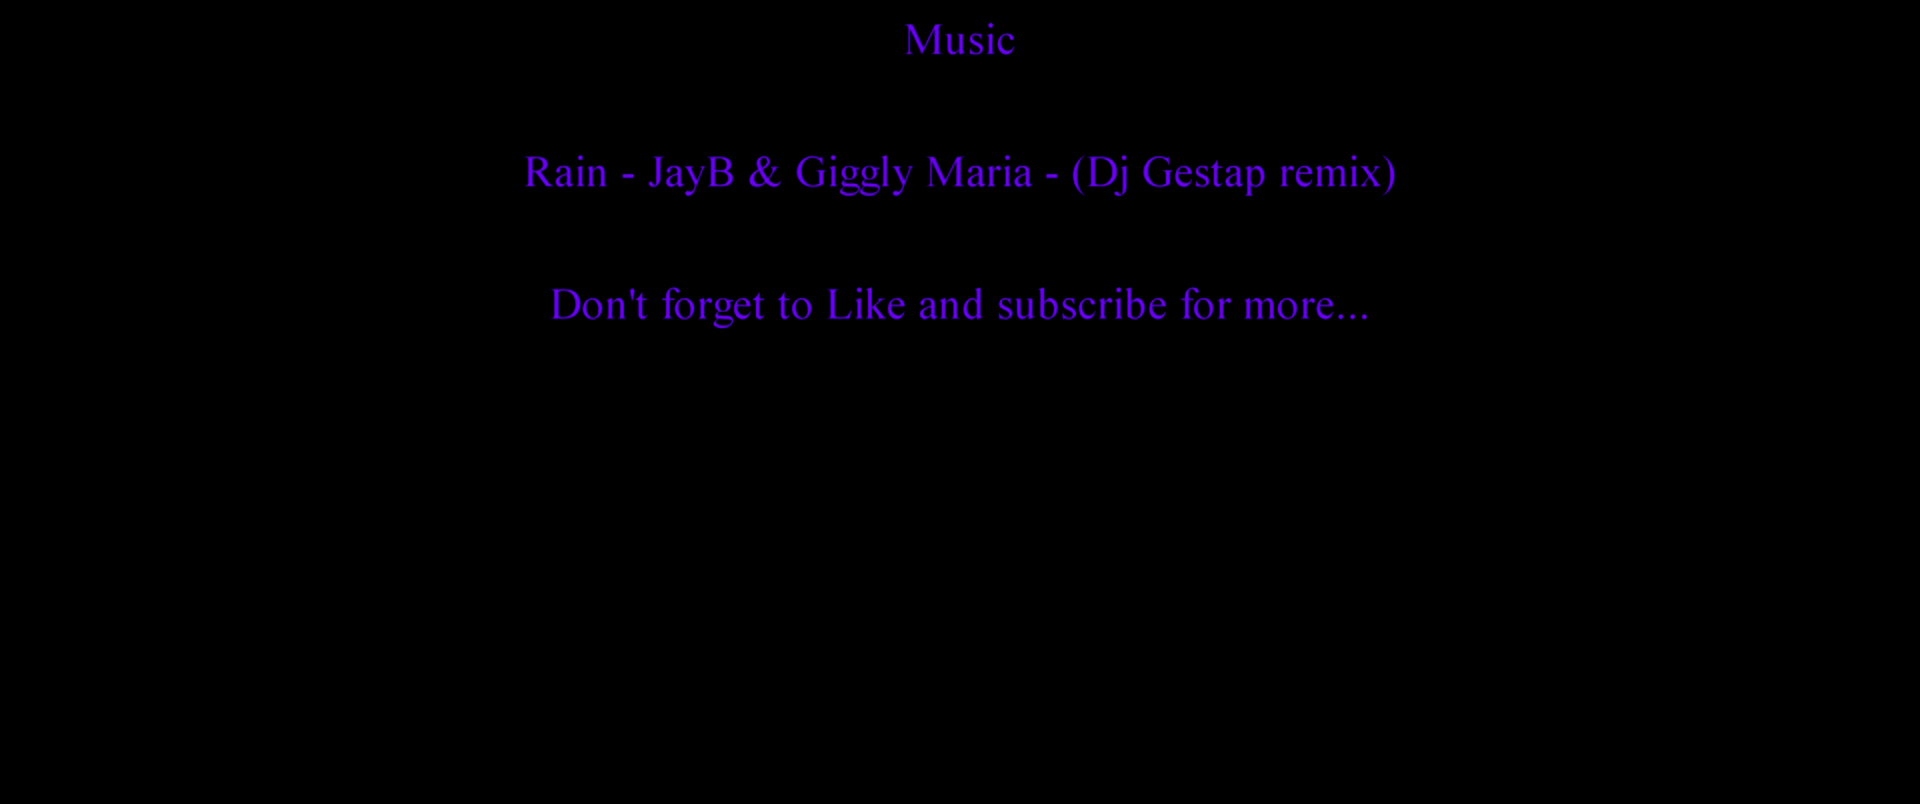 Music
Rain - JayB & Giggly Maria - (Dj Gestap remix)
Don't forget to Like and subscribe for more...